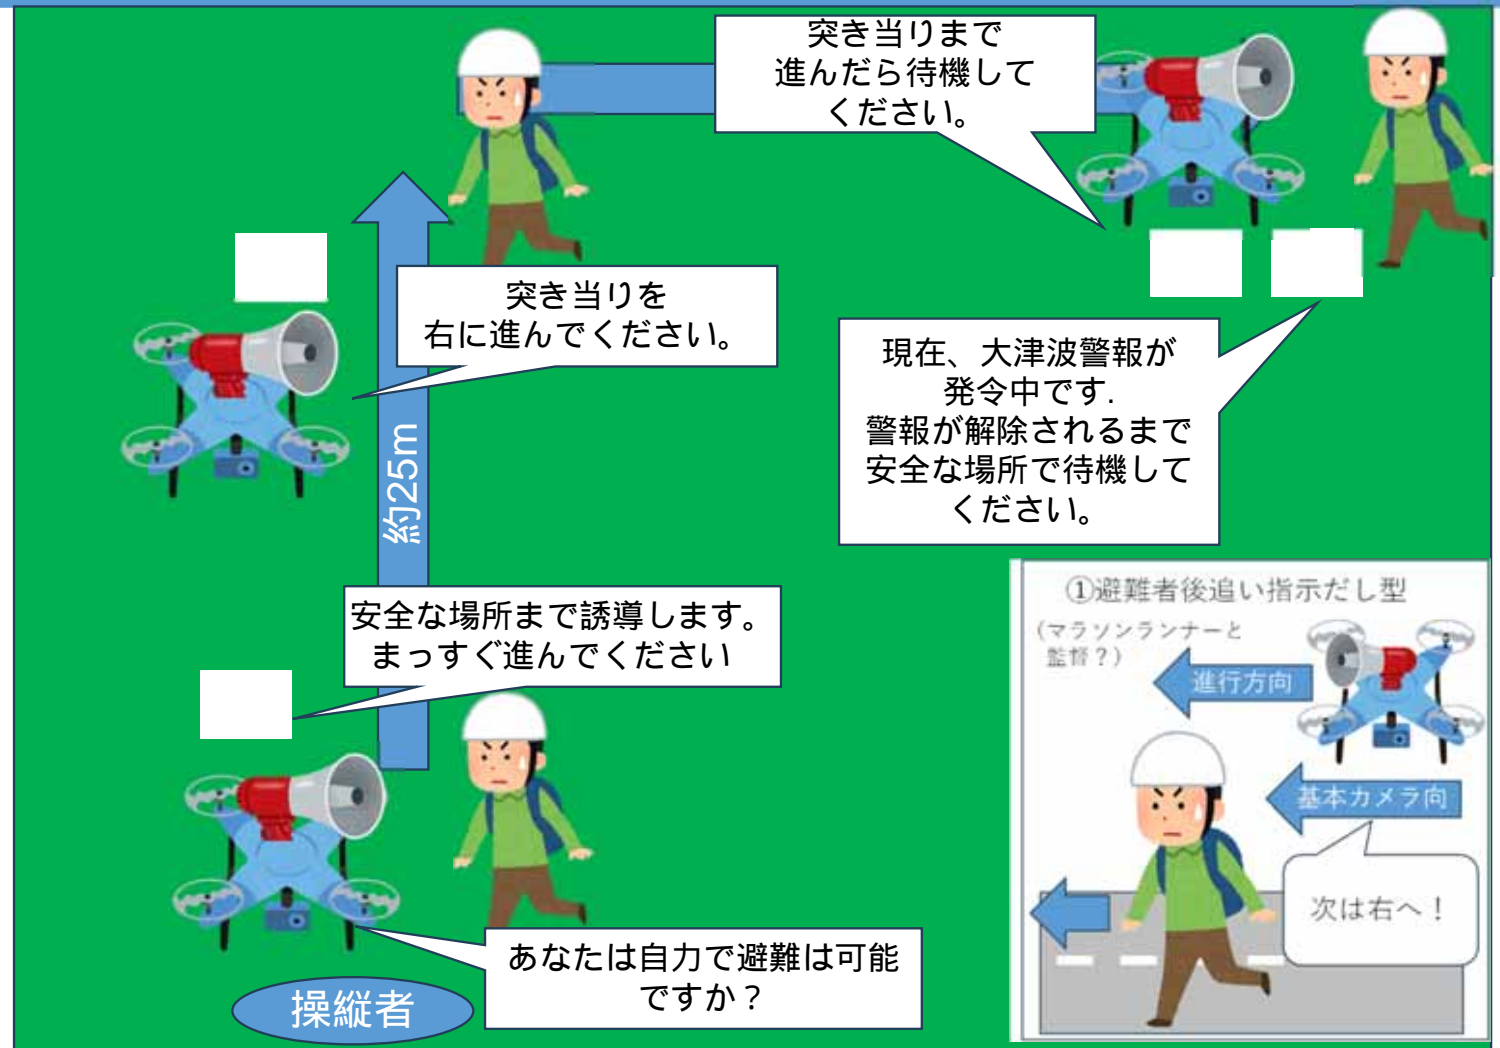 突き当りまで
進んだら待機して
ください。
突き当りを
右に進んでください。
現在、大津波警報が
発令中です.
警報が解除されるまで
安全な場所で待機して
ください。
約25m
安全な場所まで誘導します。
まっすぐ進んでください
あなたは自力で避難は可能
ですか？
操縦者
①避難者後追い指示だし型
(マラソンランナーと
監督？)
進行方向
基本カメラ向
次は右へ！